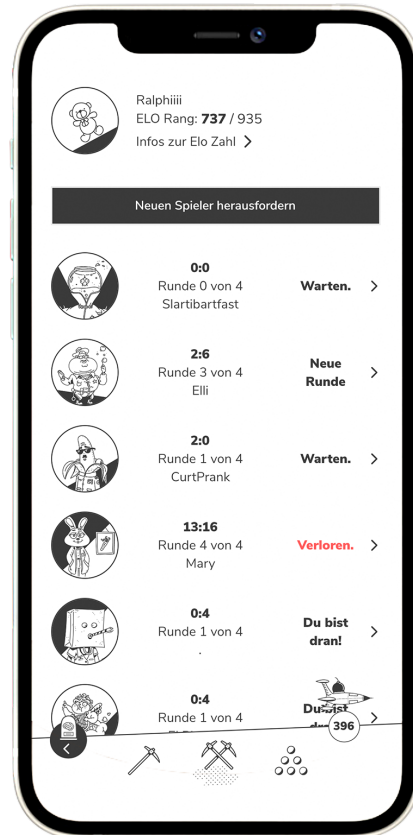 Ralphiiii
ELO Rang: 737 / 935
Infos zur Elo Zahl
Neuen Spieler herausfordern
0:0
Runde 0 von 4
Slartibartfast
Warten.
2:6
Runde 3 von 4
Elli
Neue
Runde
2:0
Runde 1 von 4
CurtPrank
Warten.
13:16
Runde 4 von 4
Mary
Verloren.
0:4
Runde 1 von 4
.
Du bist
dran!
0:4
Runde 1 von 4
Du bist
396